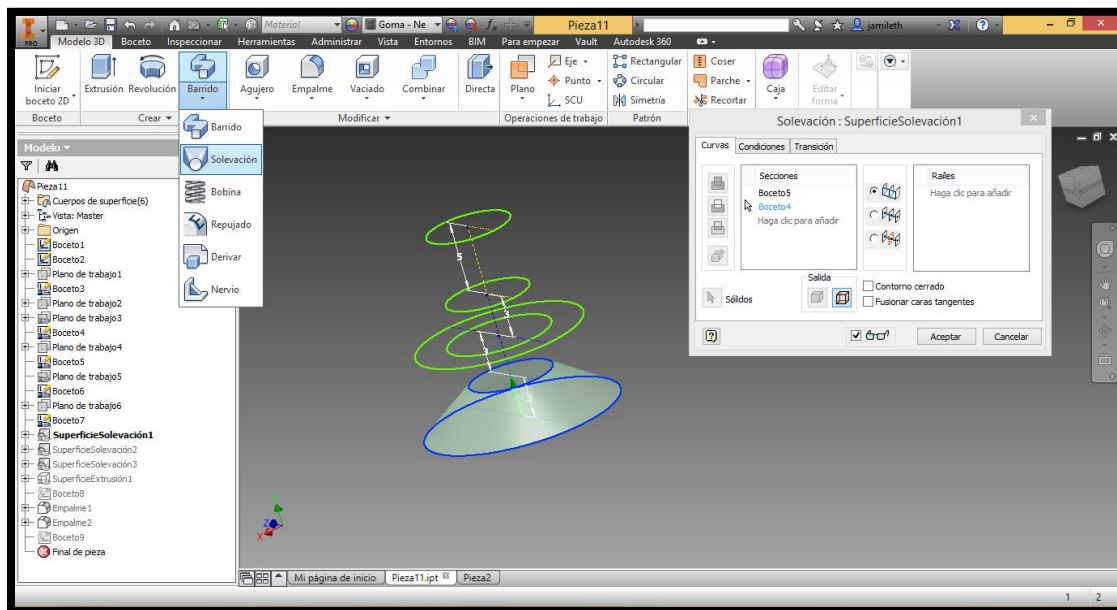 PRO
Material
Goma - Ne
Pieza11
jamileth
Modelo 3D Boceto Inspeccionar Herramientas Administrar Vista Entornos BIM Para empezar Vault Autodesk 360
Iniciar boceto 2D
Extrusión
Revolución
Barrido
Agujero
Empalme
Vaciado
Combinar
Directa
Plano
Eje
Punto
SCU
Rectangular
Circular
Simetría
Coser
Parche
Recortar
Caja
Editar forma
Boceto
Crear
Modificar
Operaciones de trabajo
Patrón
Barrido
Solevación
Bobina
Repujado
Derivar
Nervio
Modelo
Pieza11
Cuerpos de superficie(6)
Vista: Master
Origen
Boceto1
Boceto2
Plano de trabajo1
Boceto3
Plano de trabajo2
Plano de trabajo3
Boceto4
Plano de trabajo4
Boceto5
Plano de trabajo5
Boceto6
Plano de trabajo6
Boceto7
SuperficieSolevación1
SuperficieSolevación2
SuperficieSolevación3
SuperficieExtrusión1
Boceto8
Empalme1
Empalme2
Boceto9
Final de pieza
Solevación : SuperficieSolevación1
Curvas Condiciones Transición
Secciones
Boceto5
Boceto4
Haga clic para añadir
Raíles
Haga clic para añadir
Sólidos
Salida
Contorno cerrado
Fusionar caras tangentes
Aceptar
Cancelar
5
3
3
Z
X
Mi página de inicio
Pieza11.ipt
Pieza2
1 2